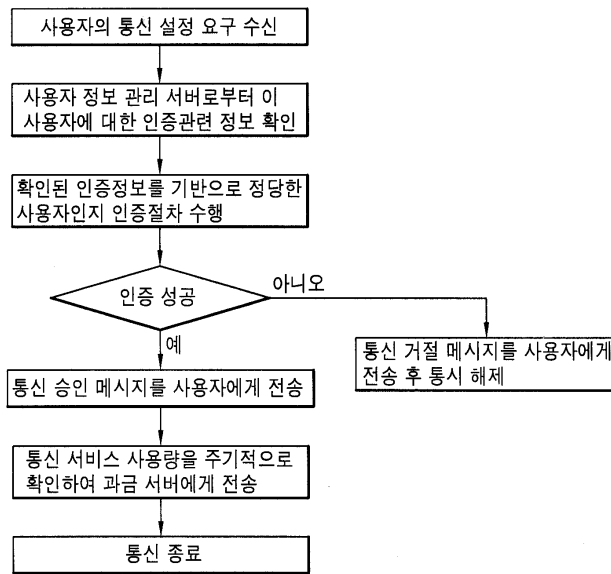 사용자의 통신 설정 요구 수신
사용자 정보 관리 서버로부터 이
사용자에 대한 인증관련 정보 확인
확인된 인증정보를 기반으로 정당한
사용자인지 인증절차 수행
인증 성공
아니오
예
통신 거절 메시지를 사용자에게
전송 후 통시 해제
통신 승인 메시지를 사용자에게 전송
통신 서비스 사용량을 주기적으로
확인하여 과금 서버에게 전송
통신 종료